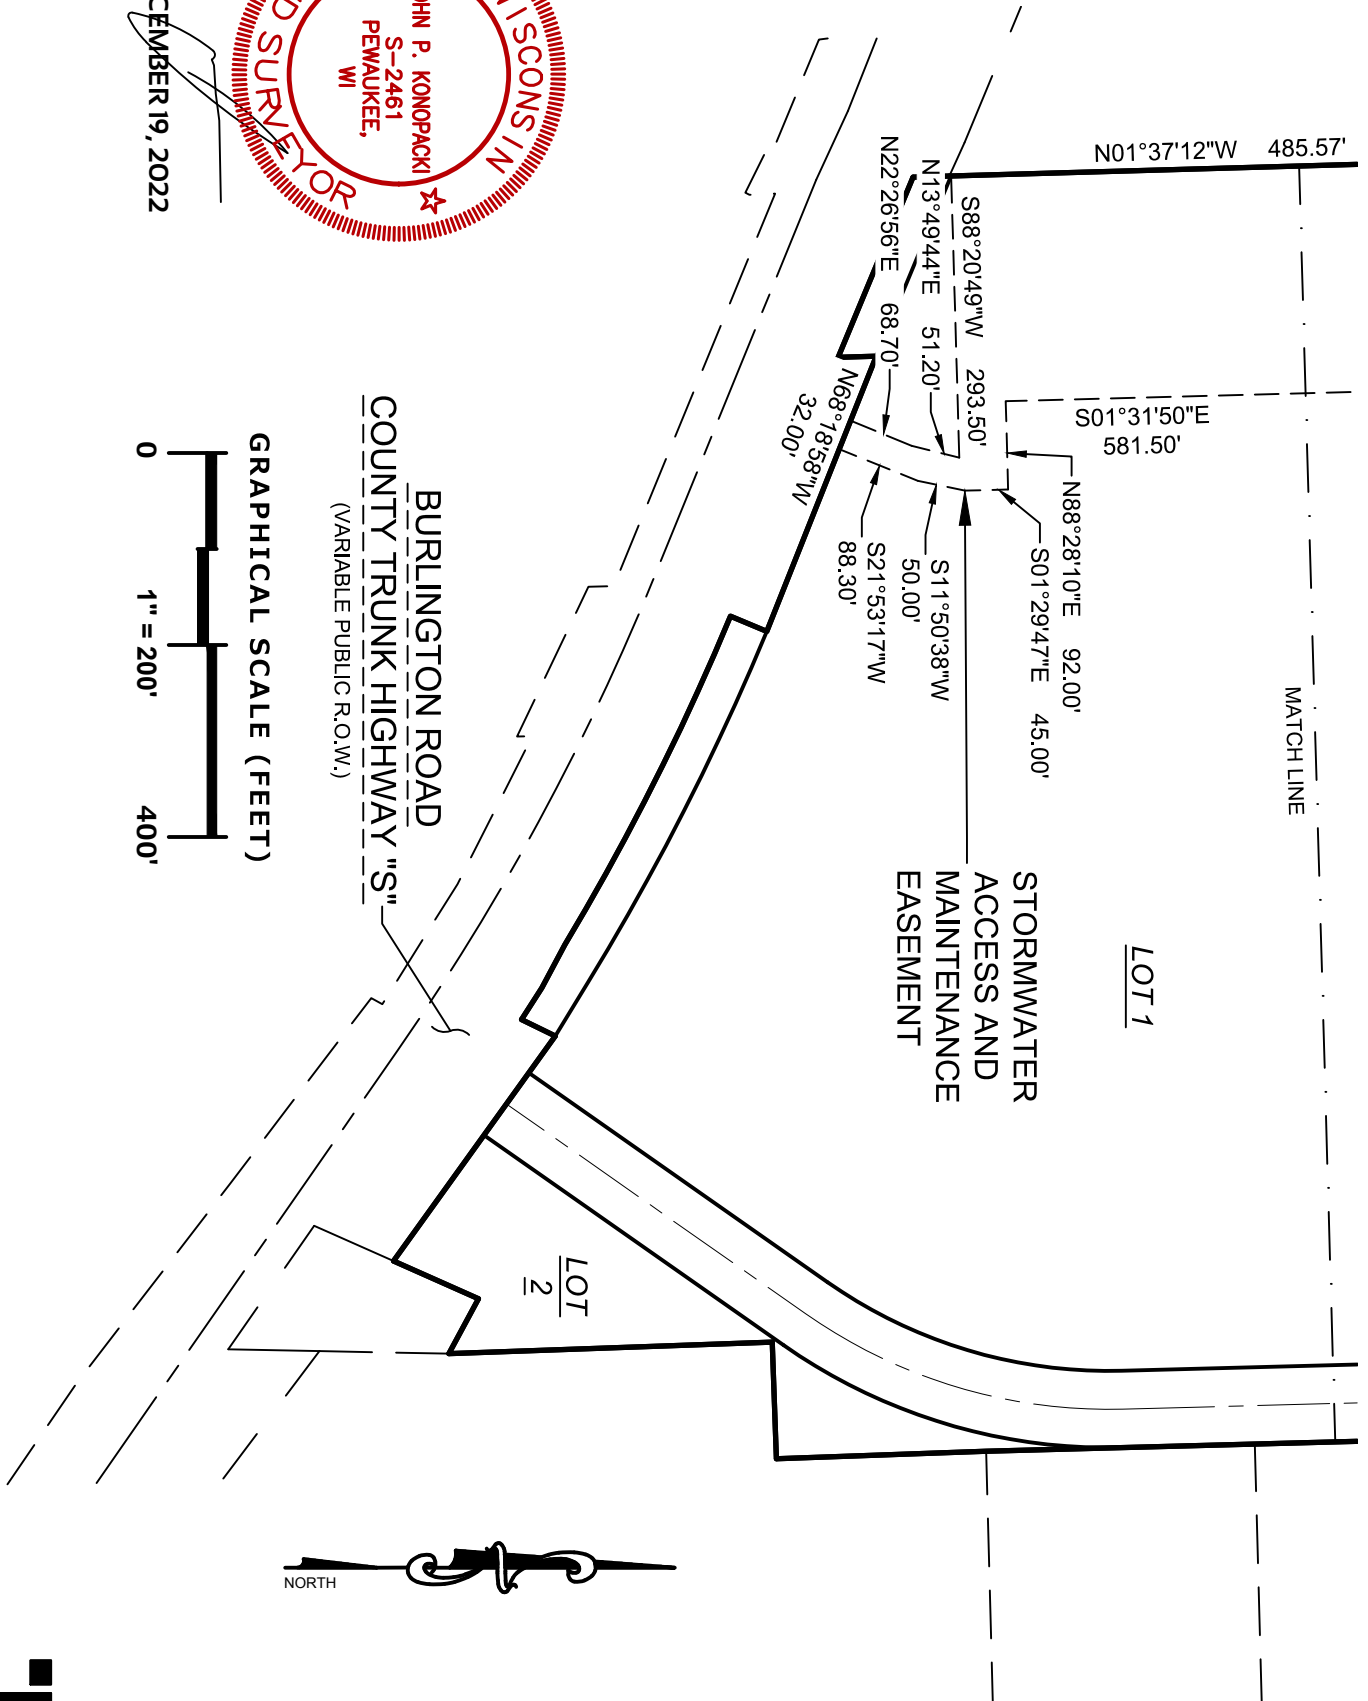 N01°37'12"W 485.57'
S88°20'49"W 293.50'
N13°49'44"E 51.20'
N22°26'56"E 68.70'
N68°18'58"W
32.00'
S01°31'50"E
581.50'
N88°28'10"E 92.00'
S01°29'47"E 45.00'
S11°50'38"W
50.00'
S21°53'17"W
88.30'
MATCH LINE
LOT 1
STORMWATER
ACCESS AND
MAINTENANCE
EASEMENT
LOT
2
BURLINGTON ROAD
COUNTY TRUNK HIGHWAY "S"
(VARIABLE PUBLIC R.O.W.)
GRAPHICAL SCALE (FEET)
0 1" = 200' 400'
WISCONSIN
OHN P. KONOPACKI
S-2461
PEWAUKEE,
WI
SURVEYOR
CEMBER 19, 2022
NORTH